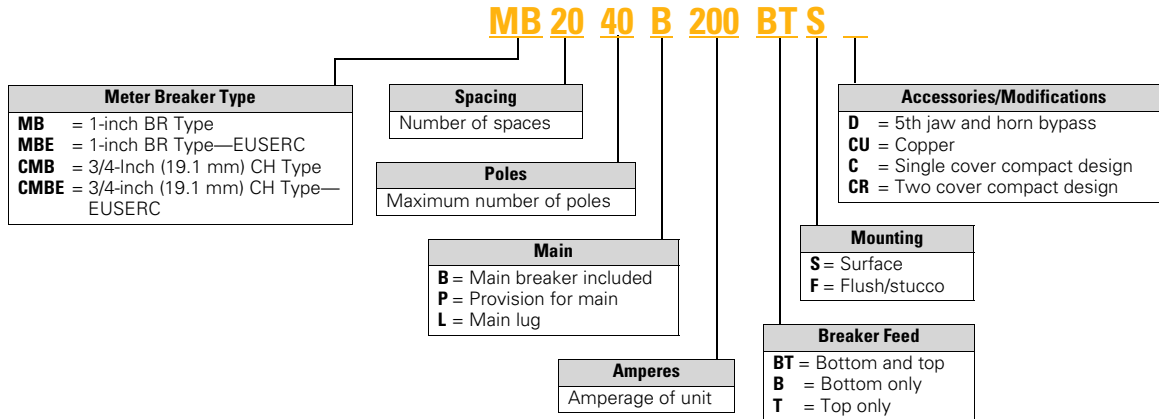 MB 20 40 B 200 BT S _
Meter Breaker Type
MB = 1-inch BR Type
MBE = 1-inch BR Type—EUSERC
CMB = 3/4-Inch (19.1 mm) CH Type
CMBE = 3/4-inch (19.1 mm) CH Type—
EUSERC
Spacing
Number of spaces
Poles
Maximum number of poles
Main
B = Main breaker included
P = Provision for main
L = Main lug
Amperes
Amperage of unit
Accessories/Modifications
D = 5th jaw and horn bypass
CU = Copper
C = Single cover compact design
CR = Two cover compact design
Mounting
S = Surface
F = Flush/stucco
Breaker Feed
BT = Bottom and top
B = Bottom only
T = Top only